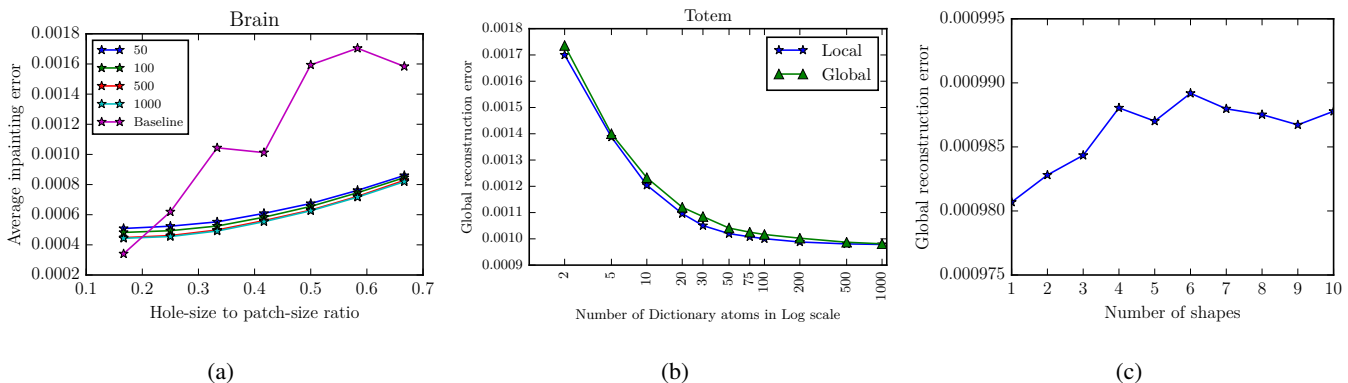 Brain
Average inpainting error
0.0018
0.0016
0.0014
0.0012
0.0010
0.0008
0.0006
0.0004
0.0002
50
100
500
1000
Baseline
0.1 0.2 0.3 0.4 0.5 0.6 0.7
Hole-size to patch-size ratio
(a)
Totem
Global reconstruction error
0.0018
0.0017
0.0016
0.0015
0.0014
0.0013
0.0012
0.0011
0.0010
0.0009
Local
Global
2 5 10 20 30 50 75 100 200 500 1000
Number of Dictionary atoms in Log scale
(b)
Global reconstruction error
0.000995
0.000990
0.000985
0.000980
0.000975
1 2 3 4 5 6 7 8 9 10
Number of shapes
(c)